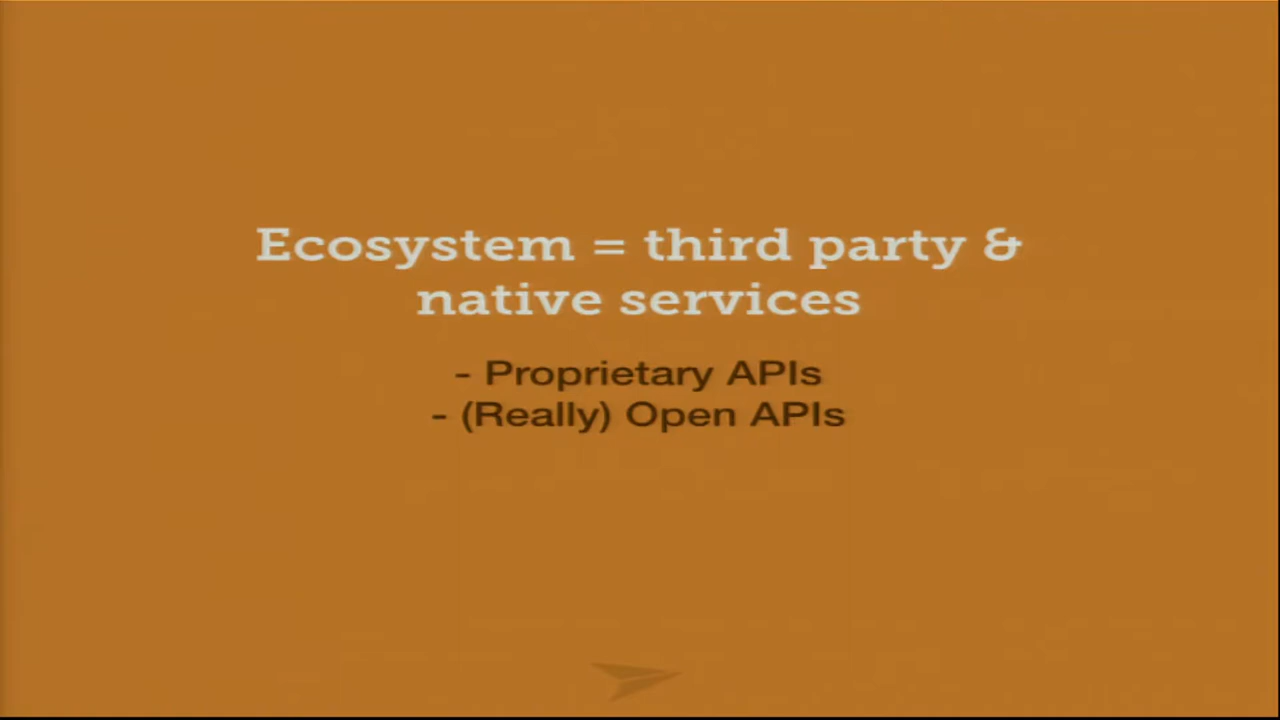 Ecosystem = third party &
native services
- Proprietary APIs
- (Really) Open APIs